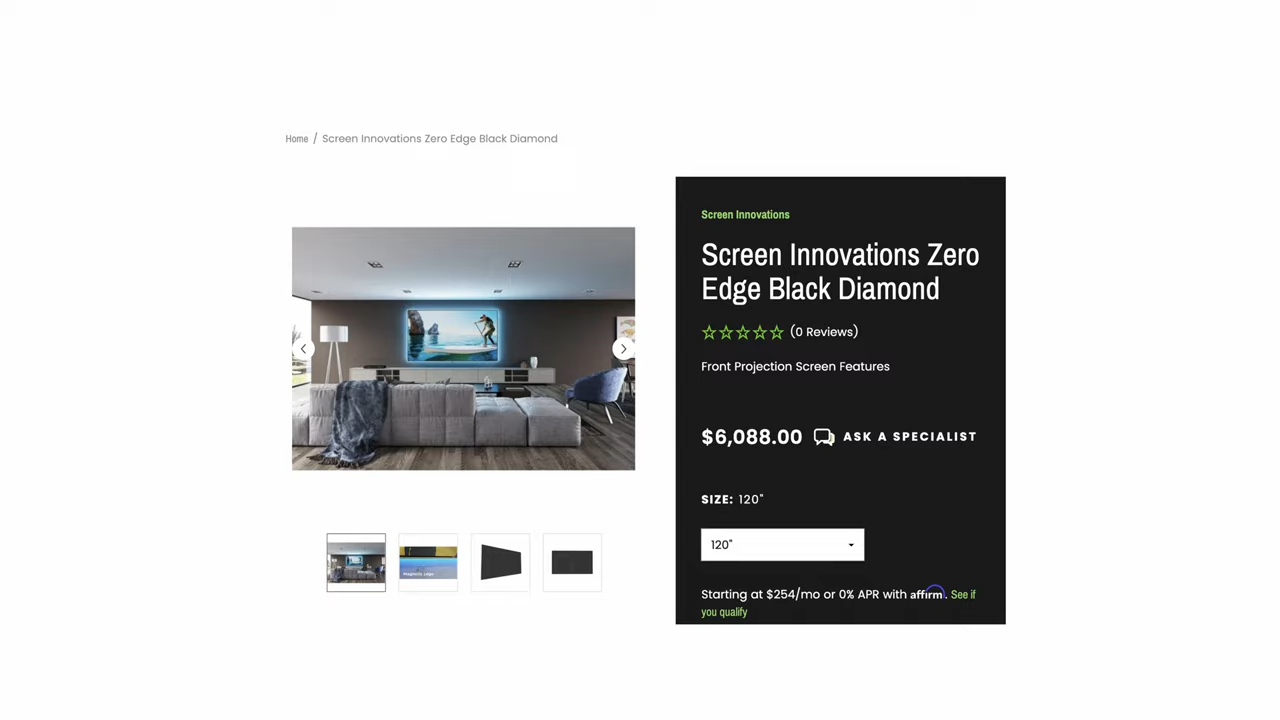 Home / Screen Innovations Zero Edge Black Diamond
Screen Innovations
Screen Innovations Zero
Edge Black Diamond
(0 Reviews)
Front Projection Screen Features
$6,088.00 ASK A SPECIALIST
SIZE: 120"
120"
Starting at $254/mo or 0% APR with affirm. See if
you qualify
Magnetic Legs